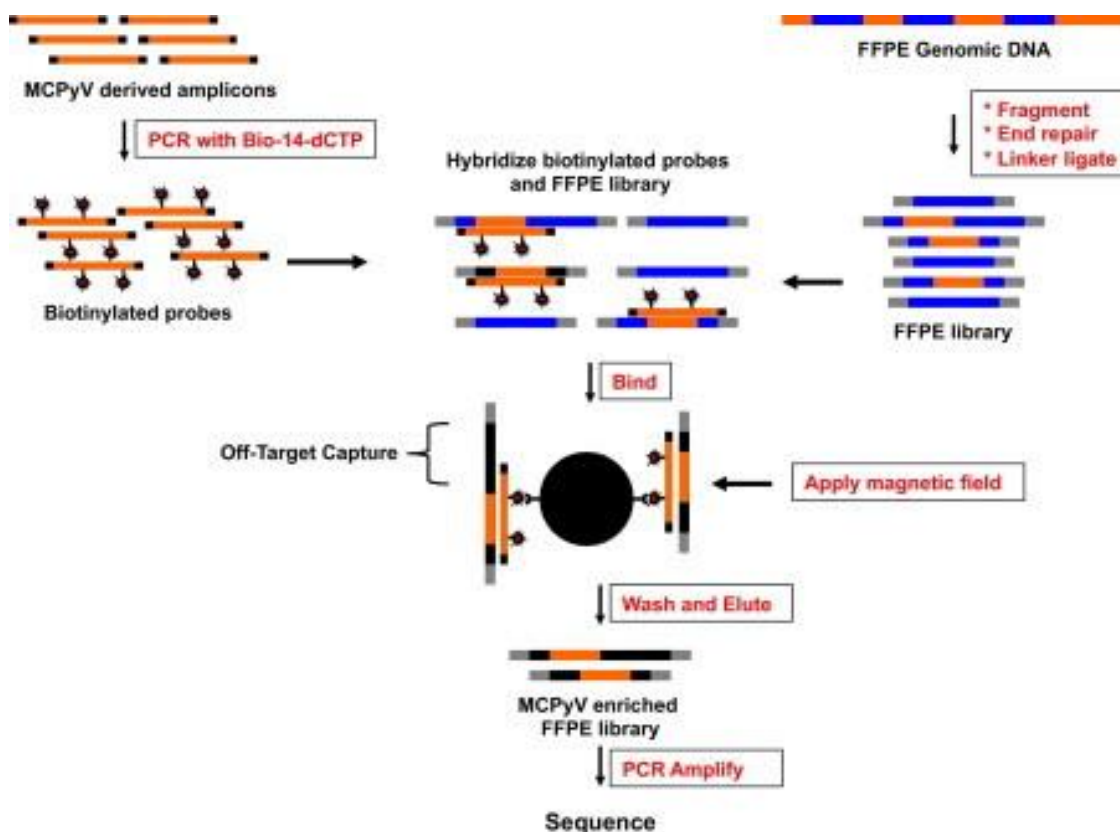 MCPyV derived amplicons
FFPE Genomic DNA
PCR with Bio-14-dCTP
* Fragment
* End repair
* Linker ligate
Hybridize biotinylated probes
and FFPE library
Biotinylated probes
FFPE library
Bind
Off-Target Capture
Apply magnetic field
Wash and Elute
MCPyV enriched
FFPE library
PCR Amplify
Sequence